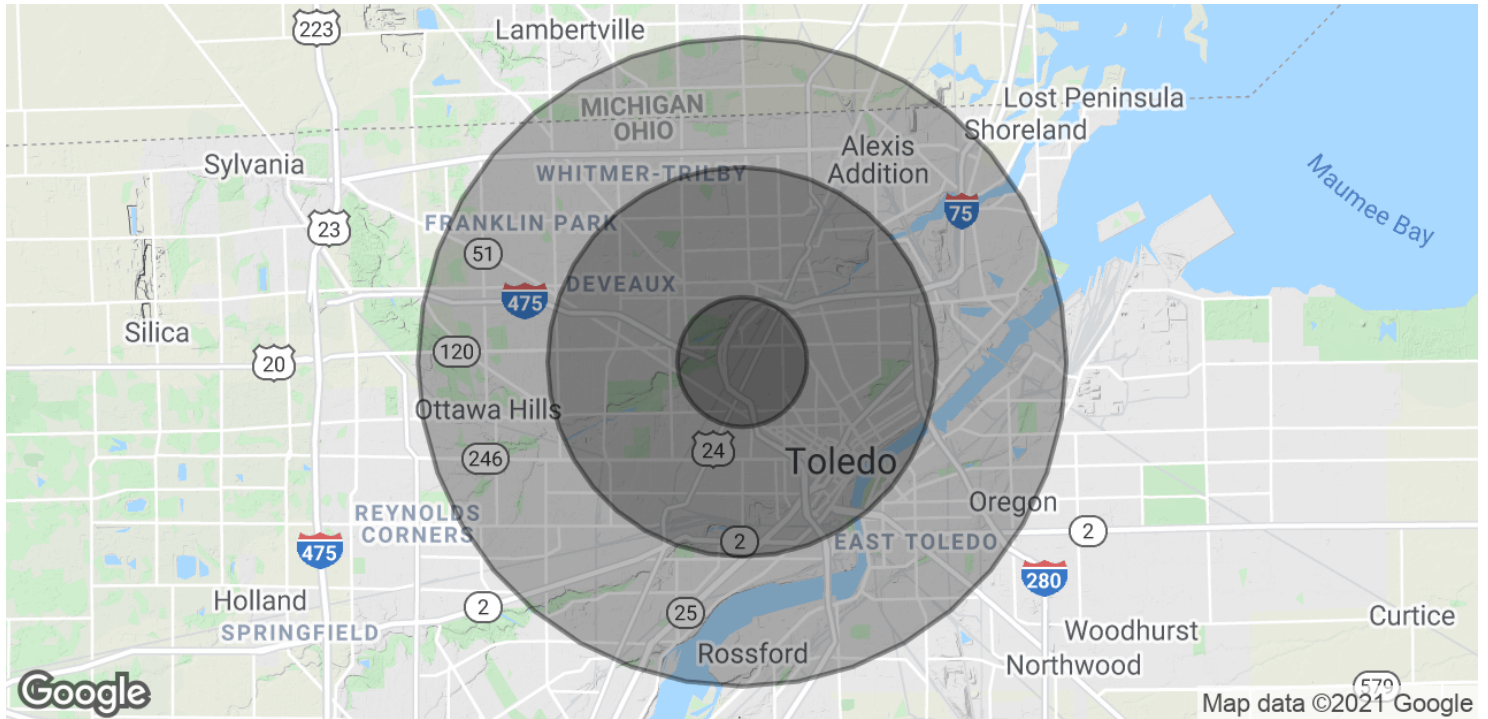 223
Lambertville
Lost Peninsula
MICHIGAN
OHIO
Shoreland
Alexis
Addition
Sylvania
WHITMER-TRILBY
Maumee Bay
75
23
FRANKLIN PARK
51
DEVEAUX
475
Silica
120
20
Ottawa Hills
24
246
Toledo
Oregon
REYNOLDS
CORNERS
2
EAST TOLEDO
2
475
280
Holland
2
25
Curtice
SPRINGFIELD
Woodhurst
Rossford
Northwood
579
Google
Map data ©2021 Google